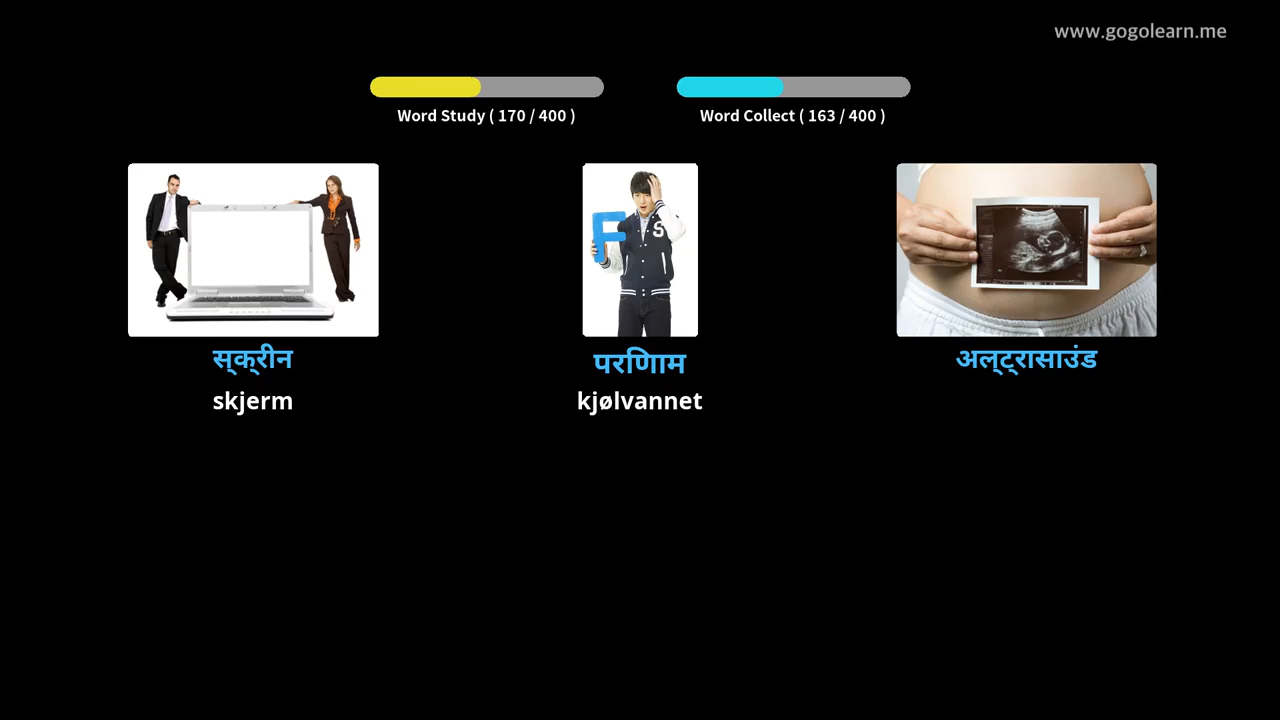 www.gogolearn.me
Word Study ( 170 / 400 )
Word Collect ( 163 / 400 )
F
S
स्क्रीन
परिणाम
अल्ट्रासाउंड
skjerm
kjølvannet